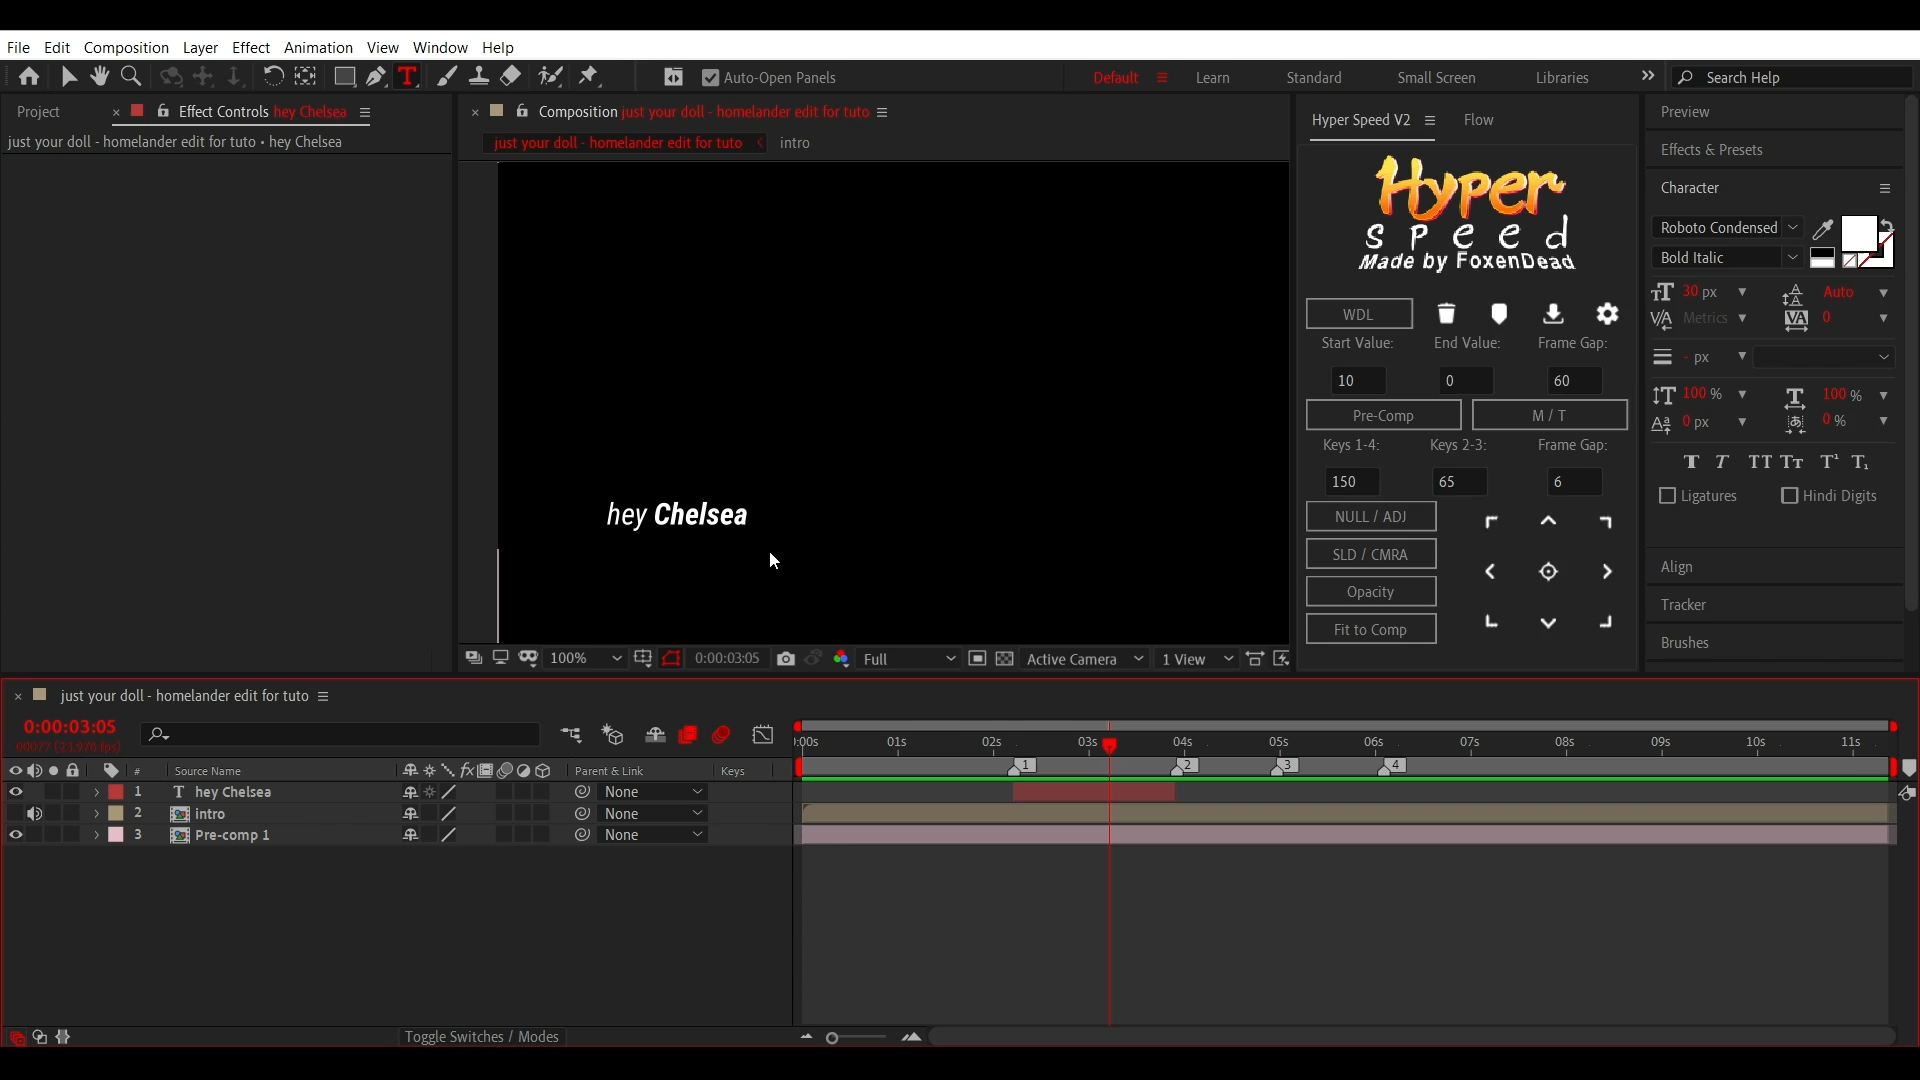 File Edit Composition Layer Effect Animation View Window Help
Auto-Open Panels
Default Learn Standard Small Screen Libraries Search Help
Project Effect Controls hey Chelsea
just your doll - homelander edit for tuto • hey Chelsea
Composition just your doll - homelander edit for tuto
just your doll - homelander edit for tuto intro
hey Chelsea
100% 0:00:03:05 Full Active Camera 1 View
Hyper Speed V2 Flow
Hyper
speed
Made by FoxenDead
WDL
Start Value: End Value: Frame Gap:
10 0 60
Pre-Comp M / T
Keys 1-4: Keys 2-3: Frame Gap:
150 65 6
NULL / ADJ
SLD / CMRA
Opacity
Fit to Comp
Preview
Effects & Presets
Character
Roboto Condensed
Bold Italic
30 px Auto
Metrics 0
- px
100 % 100 %
0 px 0 %
T T TT Tt T¹ T₁
Ligatures Hindi Digits
Align
Tracker
Brushes
just your doll - homelander edit for tuto
0:00:03:05
00077 (23.976 fps)
:00s 01s 02s 03s 04s 05s 06s 07s 08s 09s 10s 11s
# Source Name Parent & Link Keys
1 2 3 4
1 T hey Chelsea None
2 intro None
3 Pre-comp 1 None
Toggle Switches / Modes